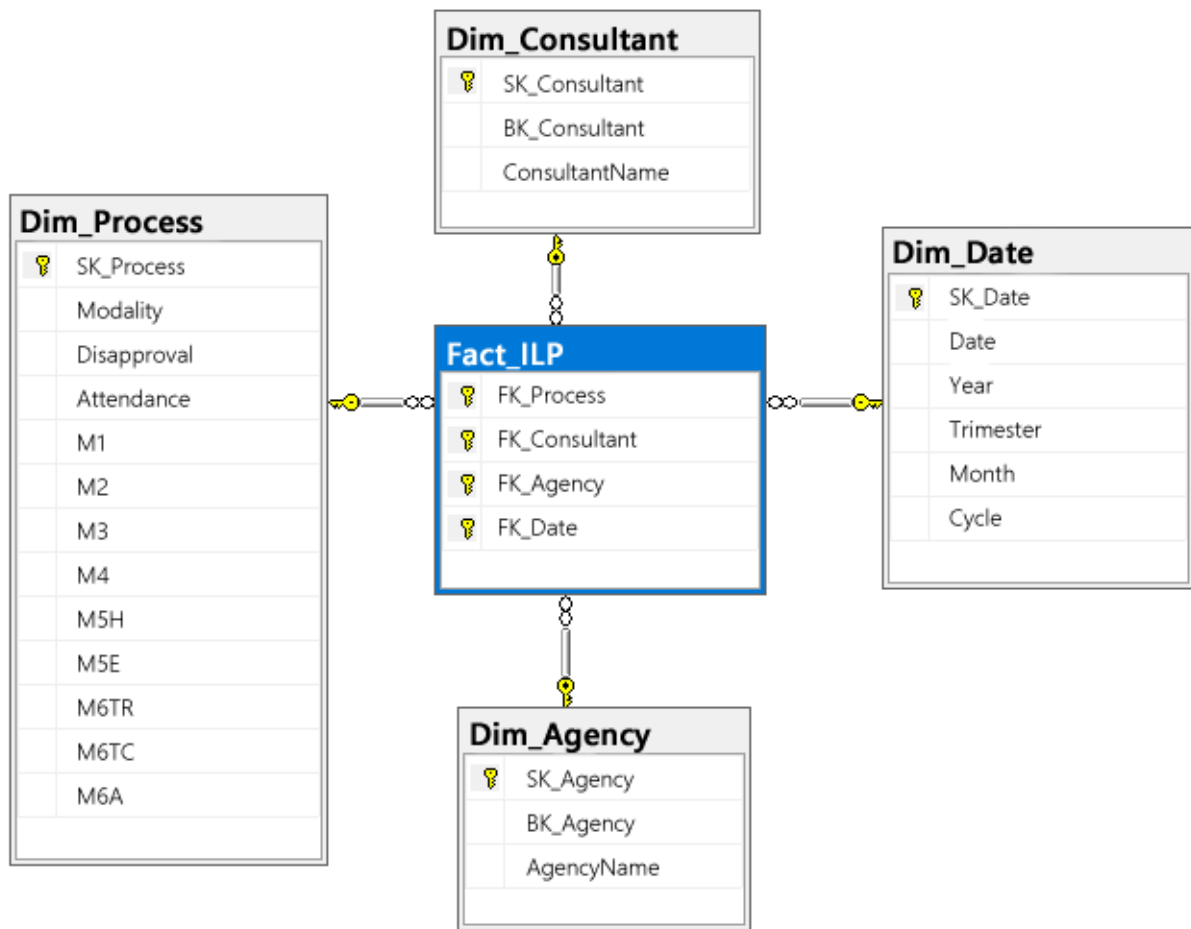 Dim_Consultant
SK_Consultant
BK_Consultant
ConsultantName
Dim_Process
SK_Process
Modality
Disapproval
Attendance
M1
M2
M3
M4
M5H
M5E
M6TR
M6TC
M6A
Fact_ILP
FK_Process
FK_Consultant
FK_Agency
FK_Date
Dim_Date
SK_Date
Date
Year
Trimester
Month
Cycle
Dim_Agency
SK_Agency
BK_Agency
AgencyName